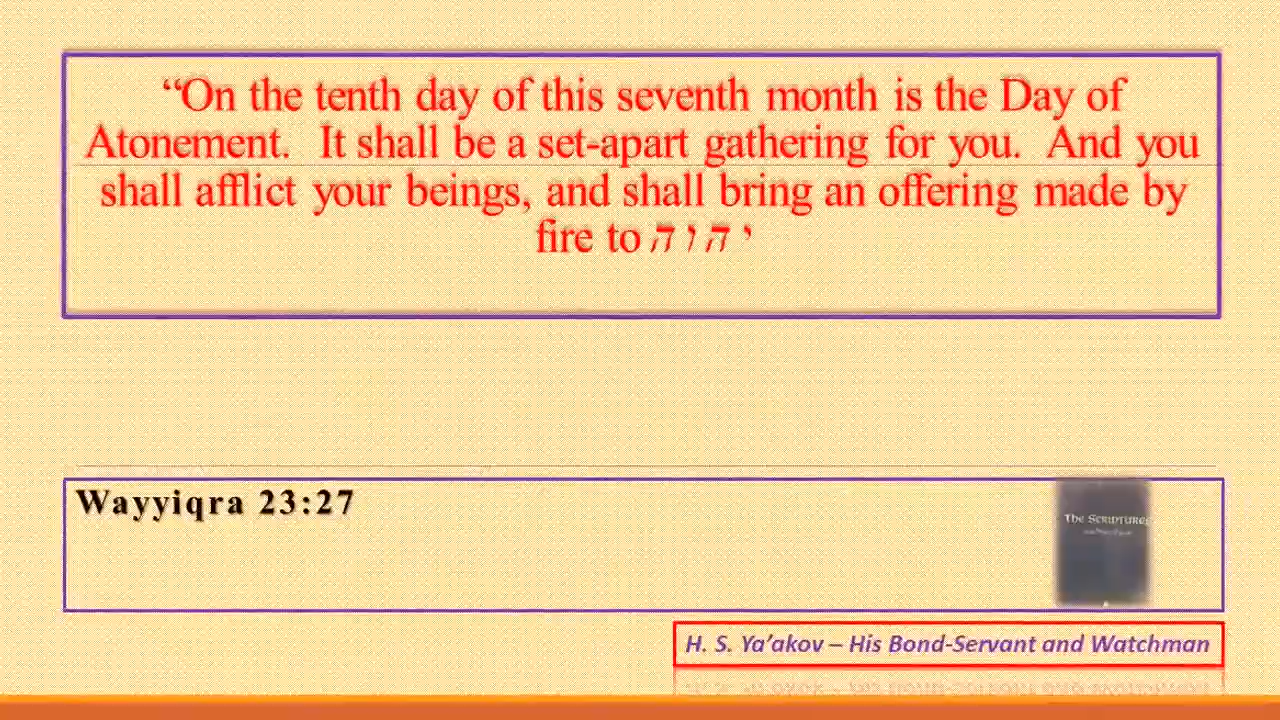 “On the tenth day of this seventh month is the Day of
Atonement. It shall be a set-apart gathering for you. And you
shall afflict your beings, and shall bring an offering made by
fire to יהוה
Wayyiqra 23:27
The Scriptures
H. S. Ya’akov – His Bond-Servant and Watchman